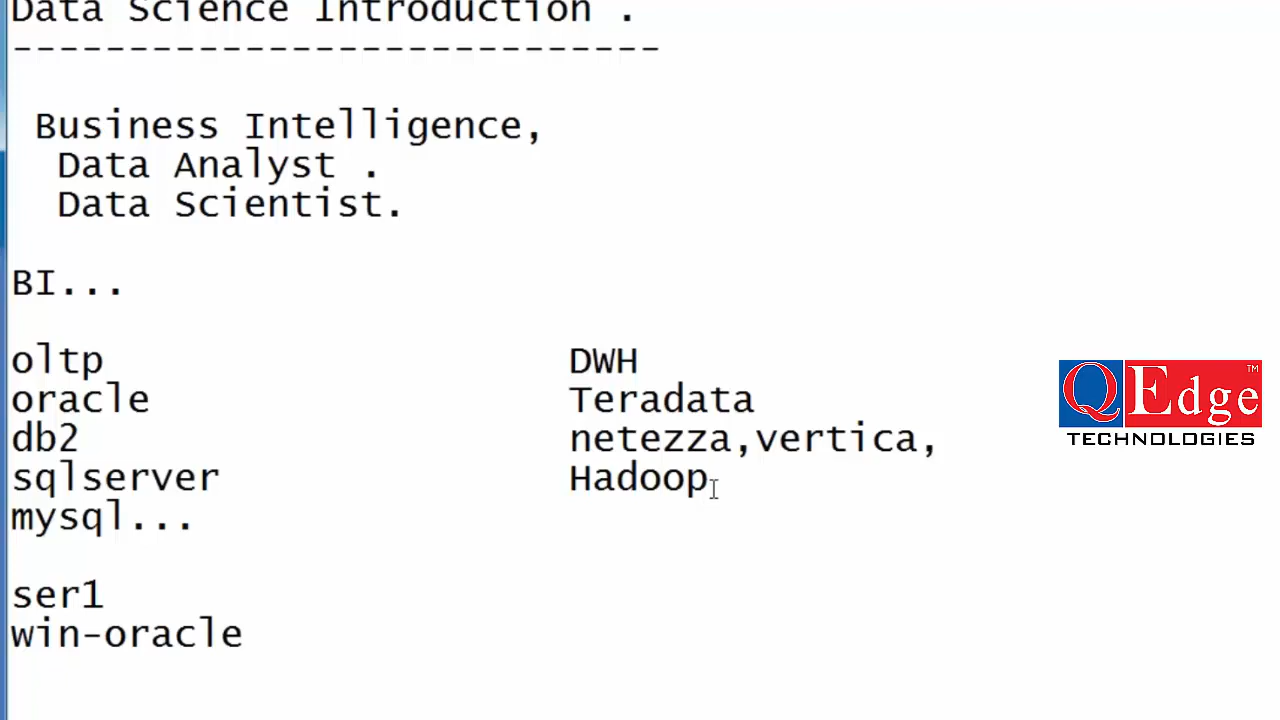 Data Science Introduction .
----------------------------
Business Intelligence,
Data Analyst .
Data Scientist.
BI...
oltp
oracle
db2
sqlserver
mysql...
DWH
Teradata
netezza,vertica,
Hadoop
ser1
win-oracle
QEdge™
TECHNOLOGIES